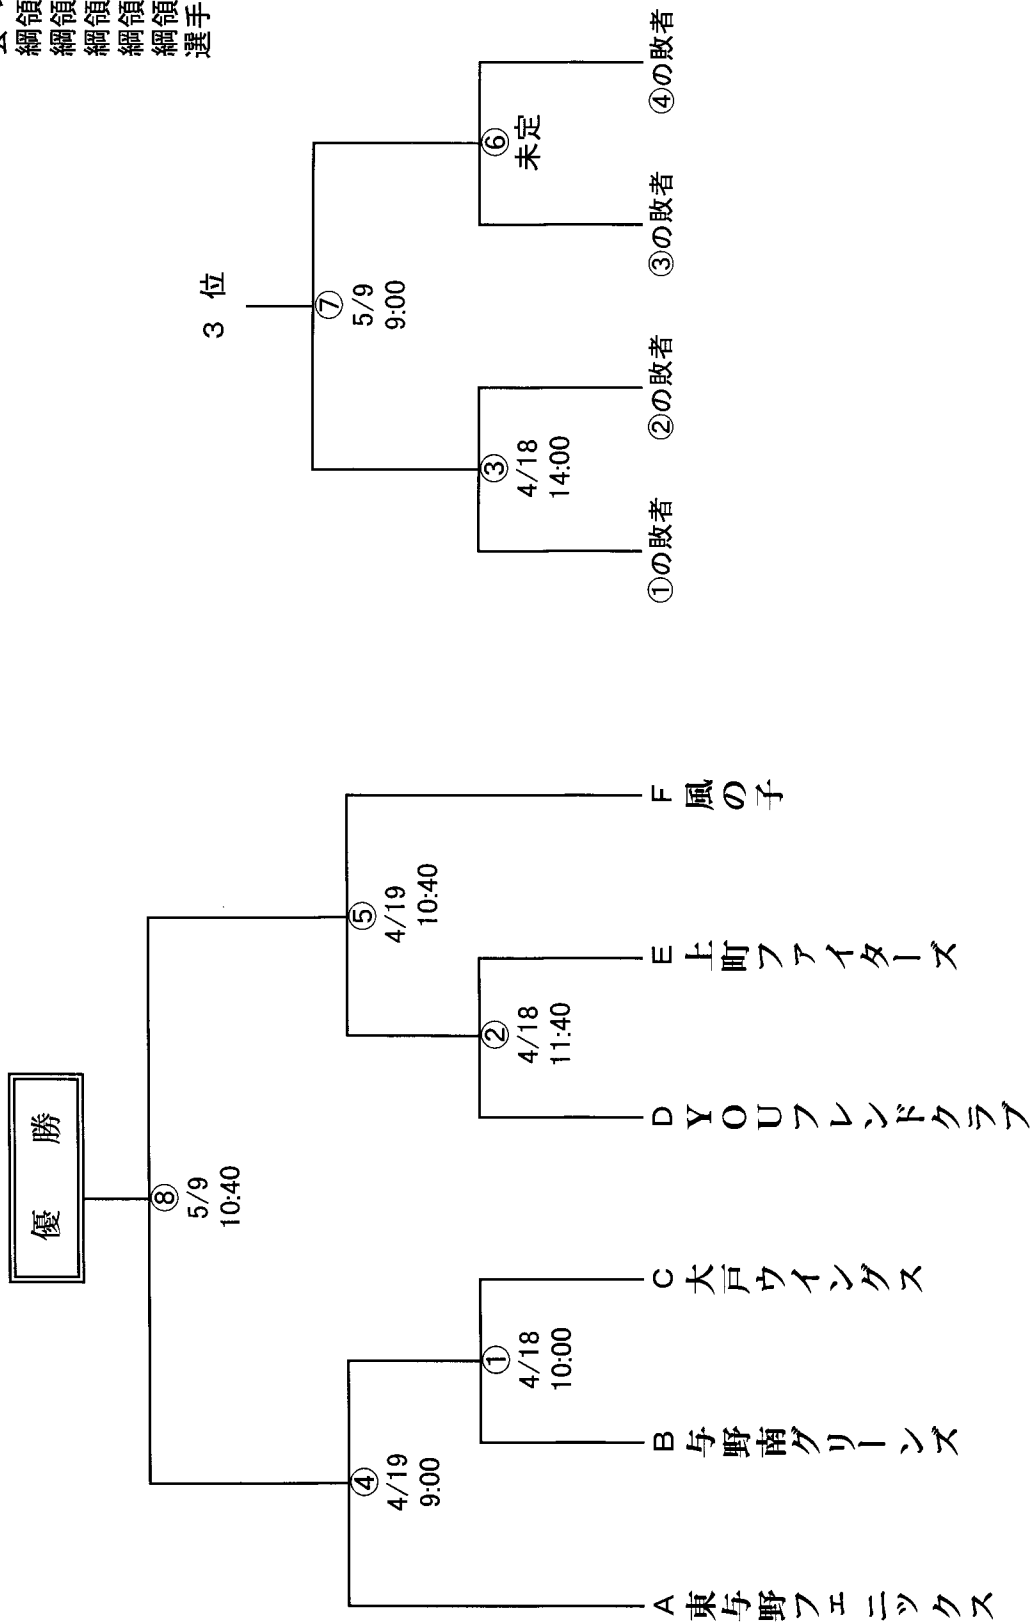 優　勝
⑧
5/9
10:40
④
4/19
9:00
⑤
4/19
10:40
①
4/18
10:00
②
4/18
11:40
A 東与野フェニックス
B 与野南グリーンズ
C 大戸ウイングス
D YOUフレンドクラブ
E 上町ファイターズ
F 風の子
3　位
⑦
5/9
9:00
③
4/18
14:00
⑥
未定
①の敗者
②の敗者
③の敗者
④の敗者
綱領
綱領
綱領
綱領
綱領
選手